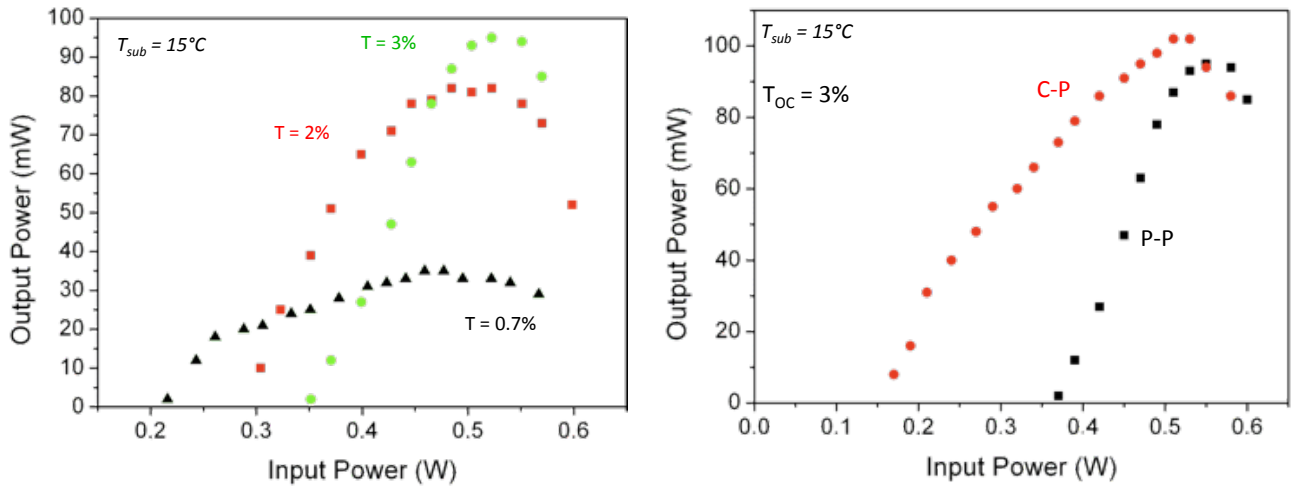 100
90
80
70
60
50
40
30
20
10
0
0.2
0.3
0.4
0.5
0.6
Output Power (mW)
Input Power (W)
T_sub = 15°C
T = 3%
T = 2%
T = 0.7%
100
80
60
40
20
0
0.0
0.1
0.2
0.3
0.4
0.5
0.6
Output Power (mW)
Input Power (W)
T_sub = 15°C
T_OC = 3%
C-P
P-P